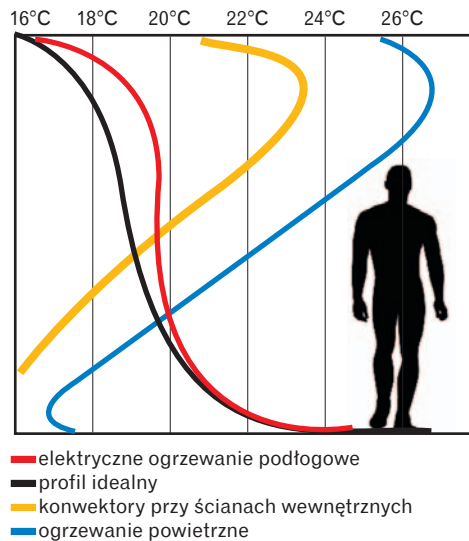 16°C 18°C 20°C 22°C 24°C 26°C
elektryczne ogrzewanie podłogowe
profil idealny
konwektory przy ścianach wewnętrznych
ogrzewanie powietrzne